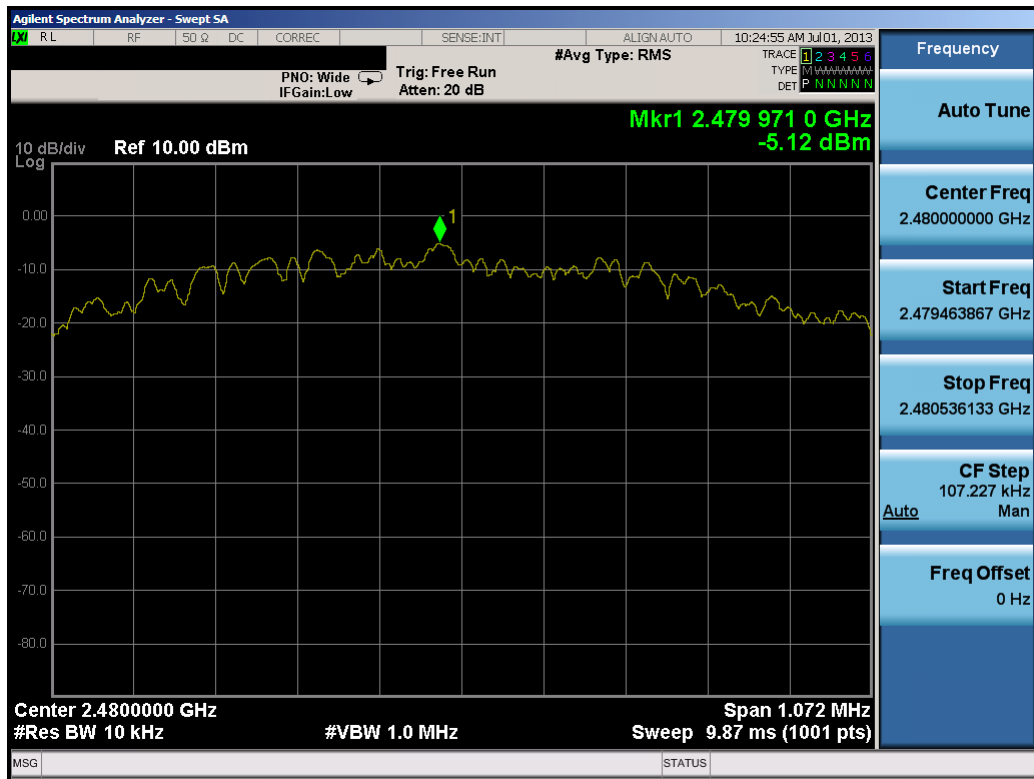 Agilent Spectrum Analyzer - Swept SA
LXI RL RF 50 Ω DC CORREC SENSE:INT ALIGN AUTO 10:24:55 AM Jul 01, 2013
#Avg Type: RMS
TRACE 1 2 3 4 5 6
PNO: Wide Trig: Free Run
TYPE M WWWWW
IFGain:Low Atten: 20 dB
DET P N N N N N
Mkr1 2.479 971 0 GHz
-5.12 dBm
10 dB/div Ref 10.00 dBm
Log
1
0.00
-10.0
-20.0
-30.0
-40.0
-50.0
-60.0
-70.0
-80.0
Center 2.4800000 GHz Span 1.072 MHz
#Res BW 10 kHz #VBW 1.0 MHz Sweep 9.87 ms (1001 pts)
MSG STATUS
Frequency
Auto Tune
Center Freq
2.480000000 GHz
Start Freq
2.479463867 GHz
Stop Freq
2.480536133 GHz
CF Step
107.227 kHz
Auto Man
Freq Offset
0 Hz